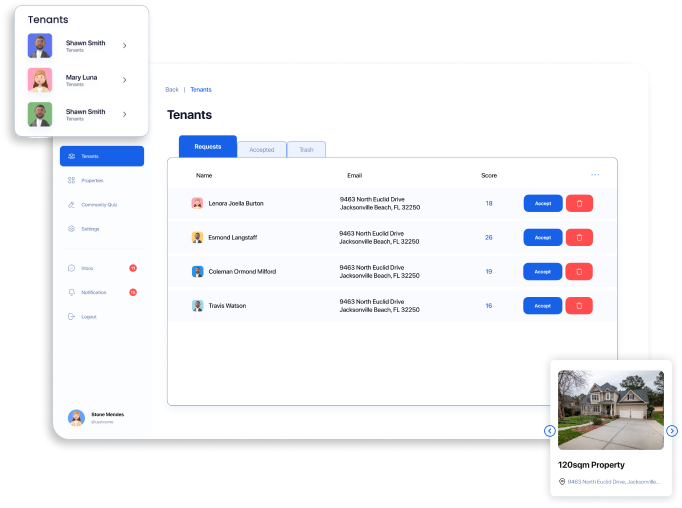 Tenants
Shawn Smith
Tenants
Mary Luna
Tenants
Shawn Smith
Tenants
Back | Tenants
Tenants
Requests
Accepted
Trash
Name
Email
Score
Lenora Joella Burton
9463 North Euclid Drive
Jacksonville Beach, FL 32250
18
Accept
Esmond Langstaff
9463 North Euclid Drive
Jacksonville Beach, FL 32250
26
Accept
Coleman Ormond Milford
9463 North Euclid Drive
Jacksonville Beach, FL 32250
19
Accept
Travis Watson
9463 North Euclid Drive
Jacksonville Beach, FL 32250
16
Accept
Tenants
Properties
Community Quiz
Settings
Inbox
Notification
Logout
Stone Mendes
@username
120sqm Property
9463 North Euclid Drive, Jacksonville...